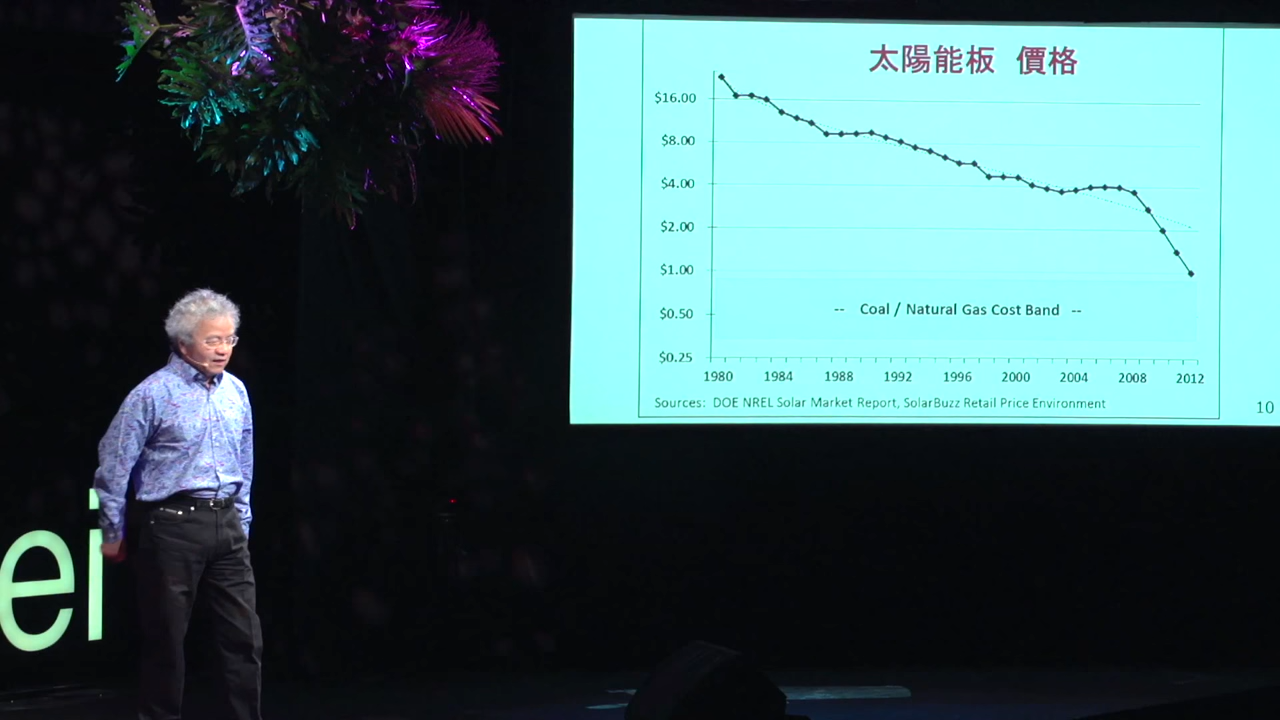 太陽能板 價格
$16.00
$8.00
$4.00
$2.00
$1.00
$0.50
$0.25
-- Coal / Natural Gas Cost Band --
1980 1984 1988 1992 1996 2000 2004 2008 2012
Sources: DOE NREL Solar Market Report, SolarBuzz Retail Price Environment
10
ei